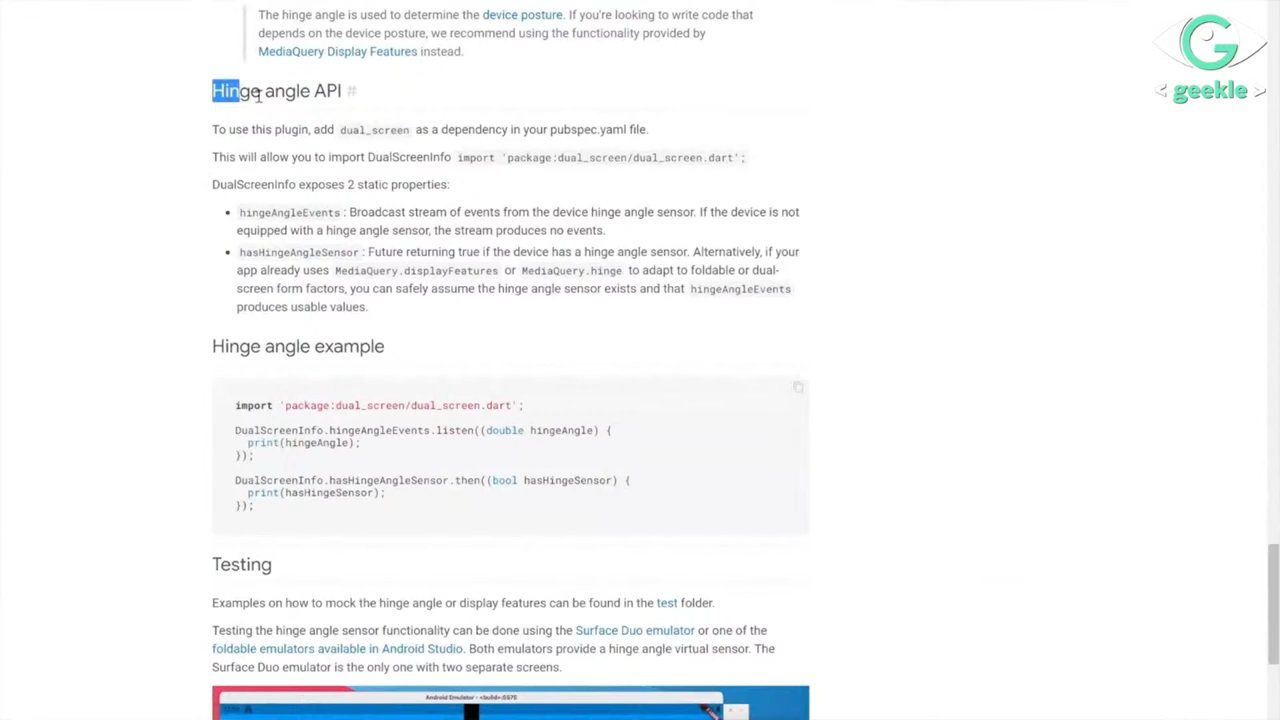 The hinge angle is used to determine the device posture. If you're looking to write code that
depends on the device posture, we recommend using the functionality provided by
MediaQuery Display Features instead.
G
< geekle >
Hinge angle API #
To use this plugin, add dual_screen as a dependency in your pubspec.yaml file.
This will allow you to import DualScreenInfo import 'package:dual_screen/dual_screen.dart';
DualScreenInfo exposes 2 static properties:
• hingeAngleEvents: Broadcast stream of events from the device hinge angle sensor. If the device is not
equipped with a hinge angle sensor, the stream produces no events.
• hasHingeAngleSensor: Future returning true if the device has a hinge angle sensor. Alternatively, if your
app already uses MediaQuery.displayFeatures or MediaQuery.hinge to adapt to foldable or dual-
screen form factors, you can safely assume the hinge angle sensor exists and that hingeAngleEvents
produces usable values.
Hinge angle example
import 'package:dual_screen/dual_screen.dart';
DualScreenInfo.hingeAngleEvents.listen((double hingeAngle) {
print(hingeAngle);
});
DualScreenInfo.hasHingeAngleSensor.then((bool hasHingeSensor) {
print(hasHingeSensor);
});
Testing
Examples on how to mock the hinge angle or display features can be found in the test folder.
Testing the hinge angle sensor functionality can be done using the Surface Duo emulator or one of the
foldable emulators available in Android Studio. Both emulators provide a hinge angle virtual sensor. The
Surface Duo emulator is the only one with two separate screens.
Android Emulator - <build>:5576